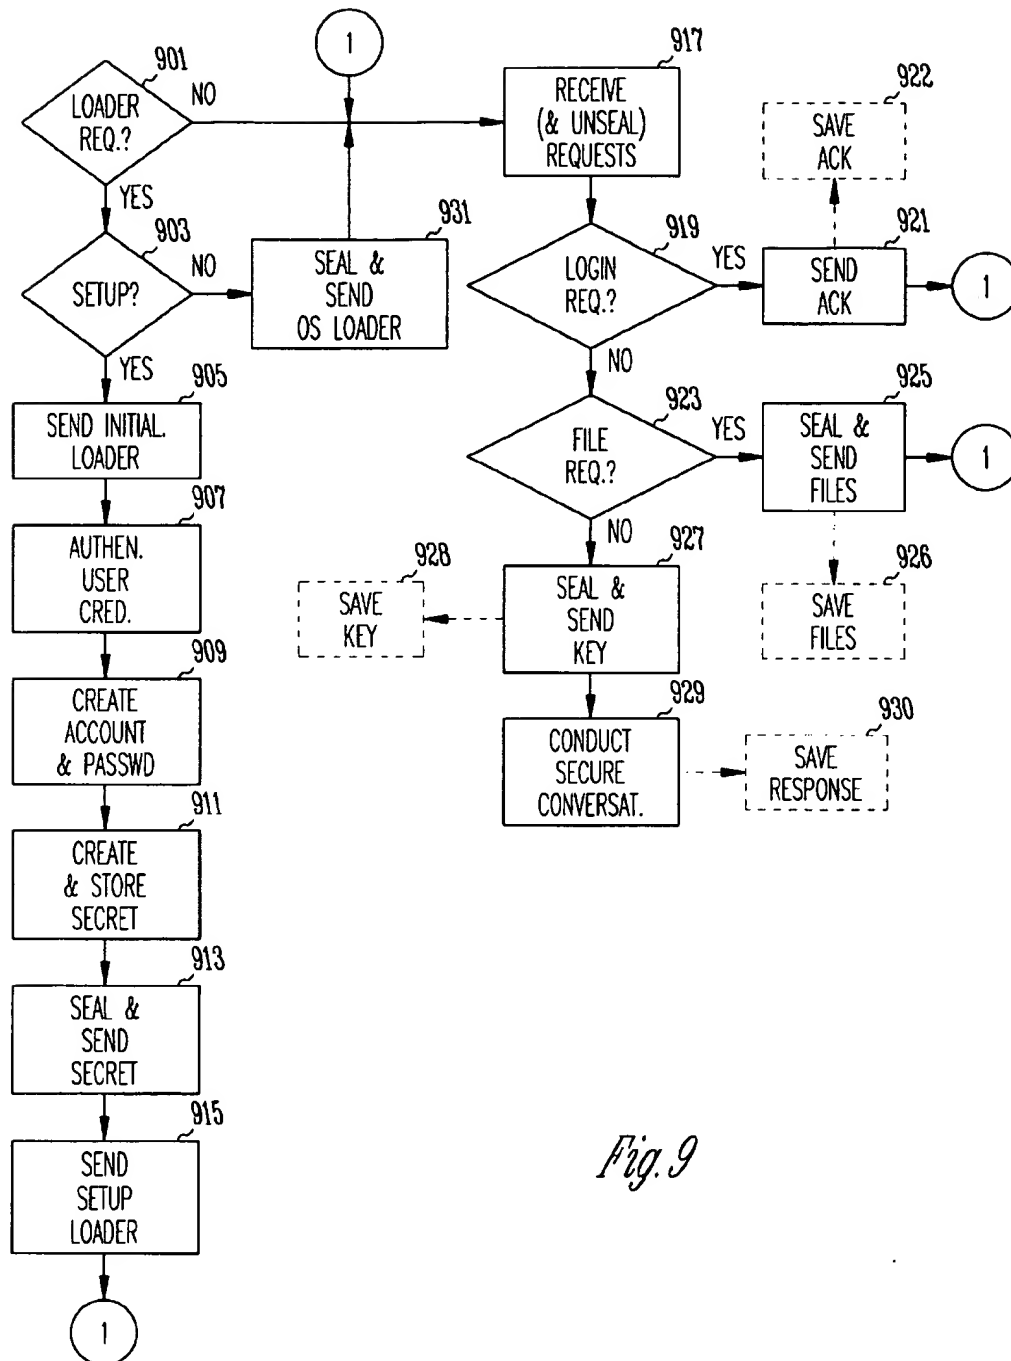 1
901
LOADER
REQ.?
NO
YES
903
SETUP?
NO
YES
931
SEAL &
SEND
OS LOADER
905
SEND INITIAL.
LOADER
907
AUTHEN.
USER
CRED.
909
CREATE
ACCOUNT
& PASSWD
911
CREATE
& STORE
SECRET
913
SEAL &
SEND
SECRET
915
SEND
SETUP
LOADER
1
917
RECEIVE
(& UNSEAL)
REQUESTS
919
LOGIN
REQ.?
YES
NO
922
SAVE
ACK
921
SEND
ACK
1
923
FILE
REQ.?
YES
NO
925
SEAL &
SEND
FILES
1
926
SAVE
FILES
927
SEAL &
SEND
KEY
928
SAVE
KEY
929
CONDUCT
SECURE
CONVERSAT.
930
SAVE
RESPONSE
Fig. 9